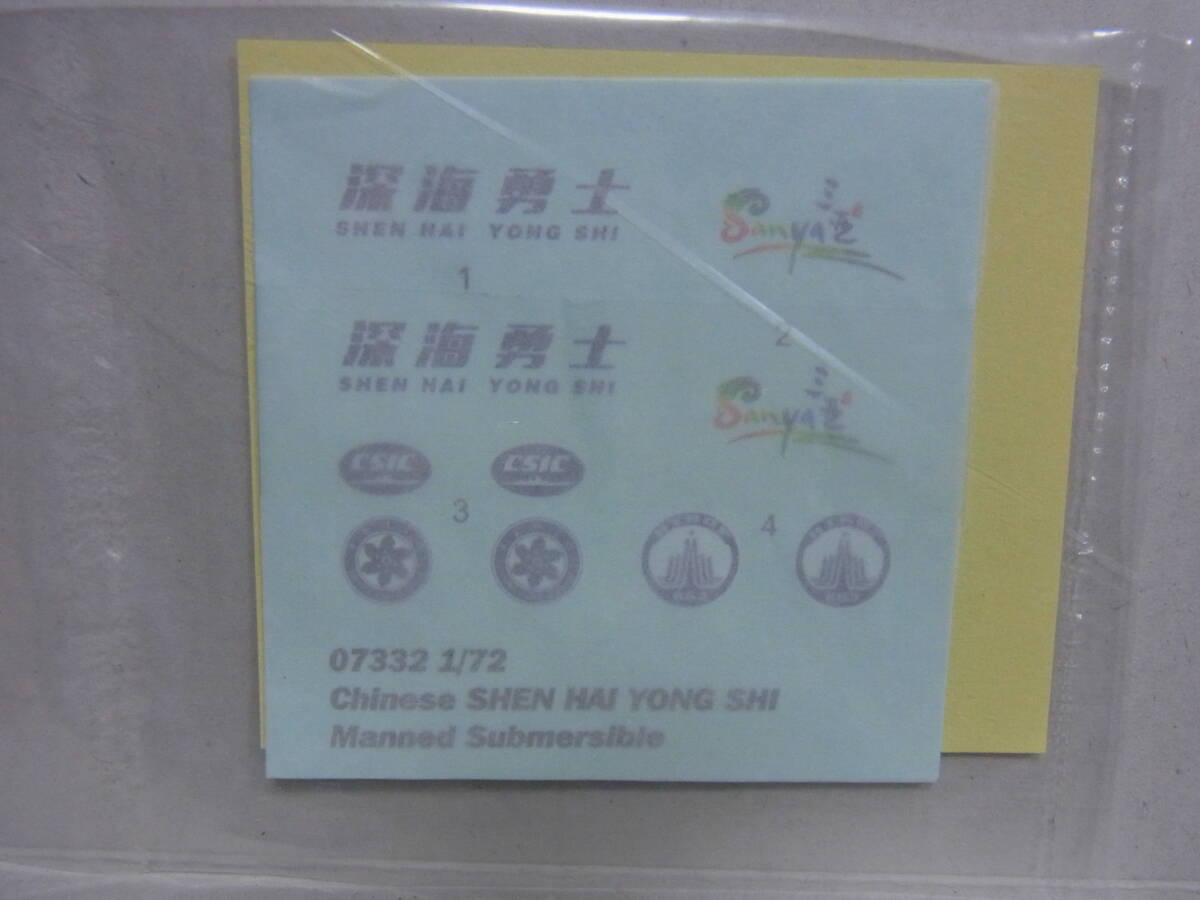 深海勇士
SHEN HAI YONG SHI
1
Sanya
2
深海勇士
SHEN HAI YONG SHI
Sanya
CSIC
CSIC
3
4
07332 1/72
Chinese SHEN HAI YONG SHI
Manned Submersible